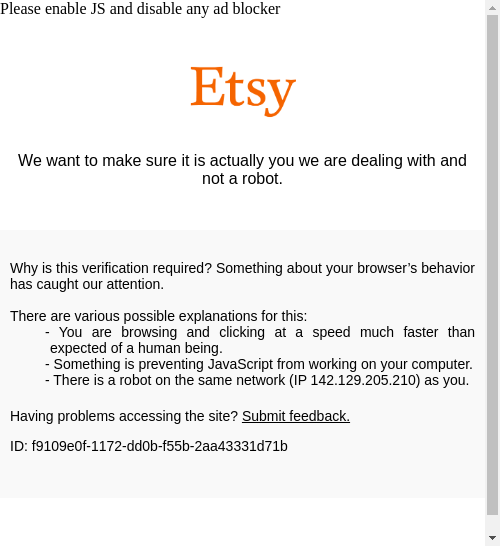 Please enable JS and disable any ad blocker
Etsy
We want to make sure it is actually you we are dealing with and
not a robot.
Why is this verification required? Something about your browser’s behavior
has caught our attention.
There are various possible explanations for this:
- You are browsing and clicking at a speed much faster than
expected of a human being.
- Something is preventing JavaScript from working on your computer.
- There is a robot on the same network (IP 142.129.205.210) as you.
Having problems accessing the site? Submit feedback.
ID: f9109e0f-1172-dd0b-f55b-2aa43331d71b